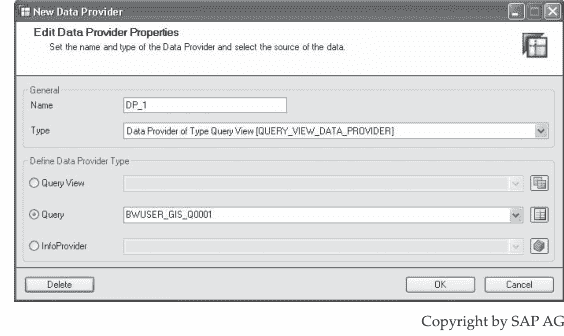 New Data Provider
Edit Data Provider Properties
Set the name and type of the Data Provider and select the source of the data.
General
Name DP_1
Type Data Provider of Type Query View [QUERY_VIEW_DATA_PROVIDER]
Define Data Provider Type
Query View
Query BWUSER_GIS_Q0001
InfoProvider
Delete OK Cancel
Copyright by SAP AG